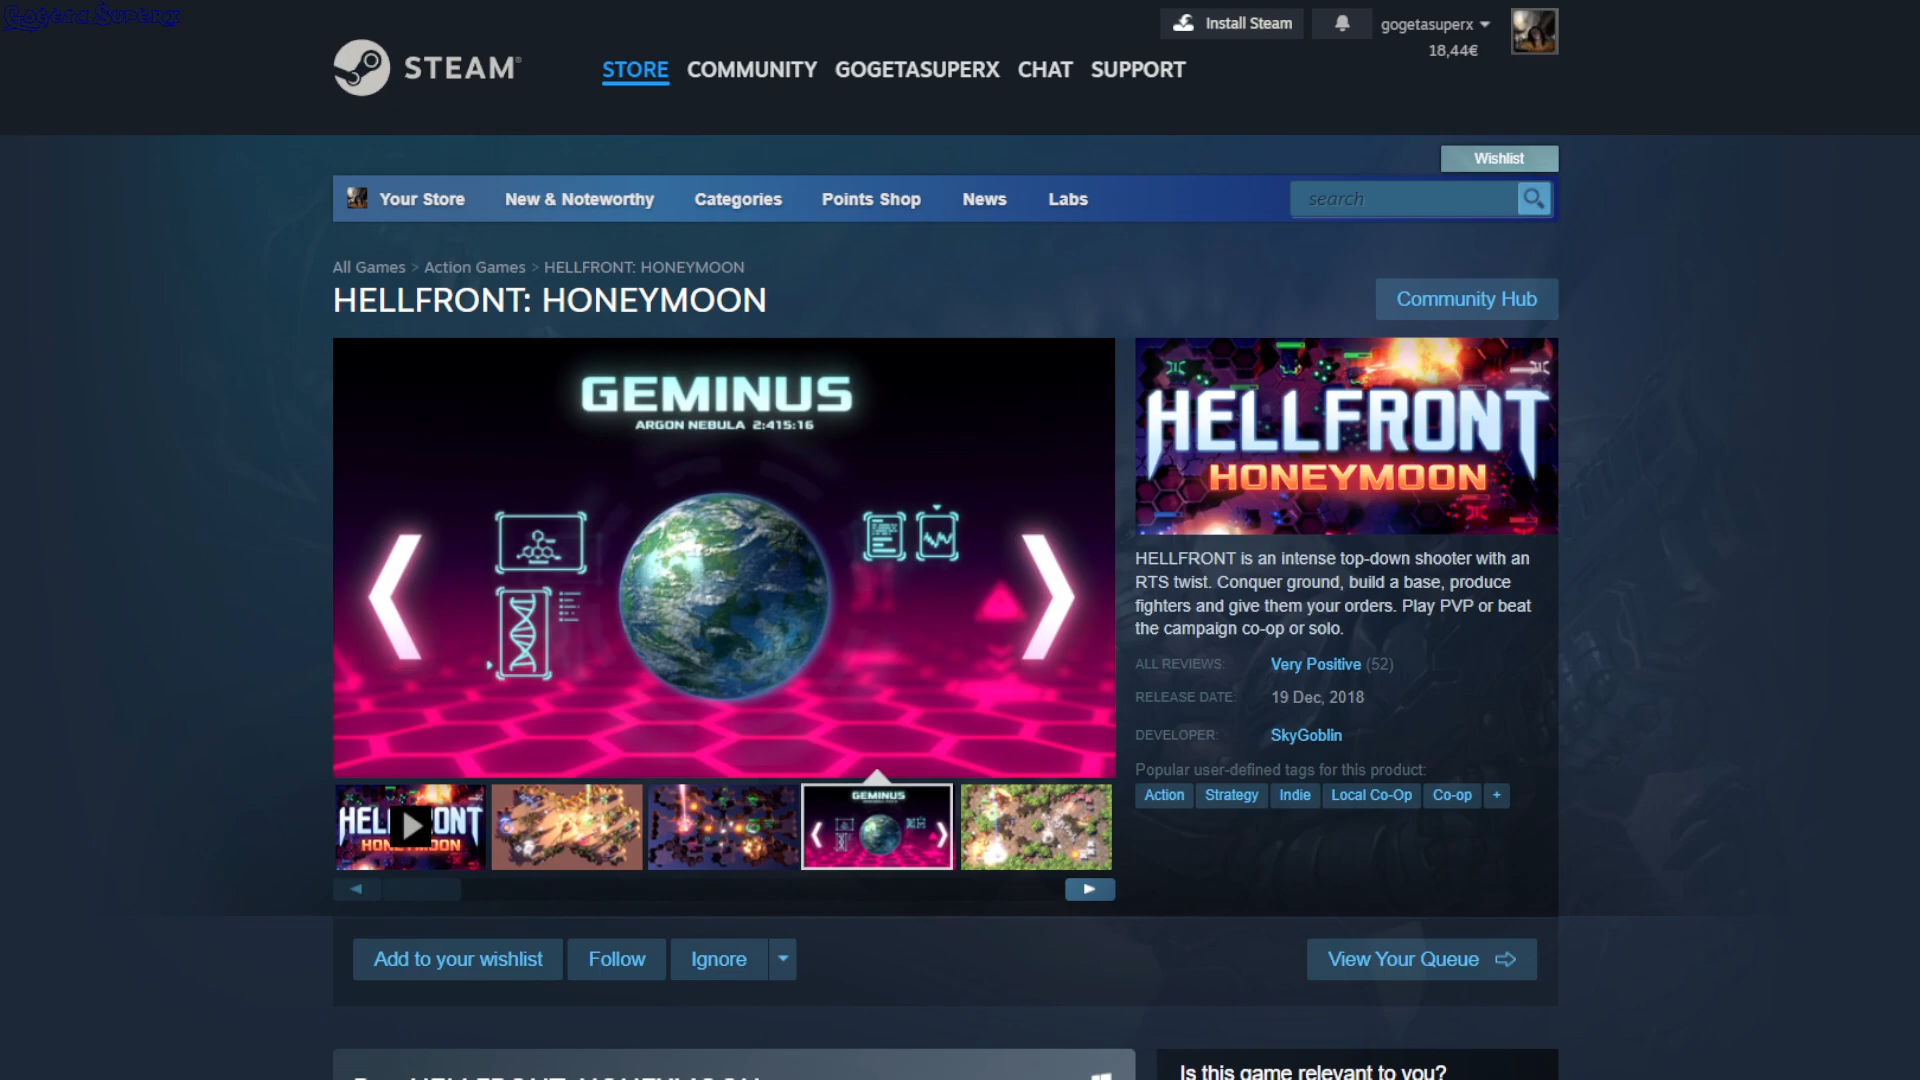 Gogeta Superx
Install Steam
gogetasuperx
18,44€
STEAM®
STORE COMMUNITY GOGETASUPERX CHAT SUPPORT
Wishlist
Your Store New & Noteworthy Categories Points Shop News Labs
search
All Games > Action Games > HELLFRONT: HONEYMOON
HELLFRONT: HONEYMOON
Community Hub
GEMINUS
ARGON NEBULA 2:415:16
HELLFRONT
HONEYMOON
HELLFRONT is an intense top-down shooter with an
RTS twist. Conquer ground, build a base, produce
fighters and give them your orders. Play PVP or beat
the campaign co-op or solo.
ALL REVIEWS: Very Positive (52)
RELEASE DATE: 19 Dec, 2018
DEVELOPER: SkyGoblin
Popular user-defined tags for this product:
Action Strategy Indie Local Co-Op Co-op +
GEMINUS
Add to your wishlist Follow Ignore
View Your Queue
Is this game relevant to you?